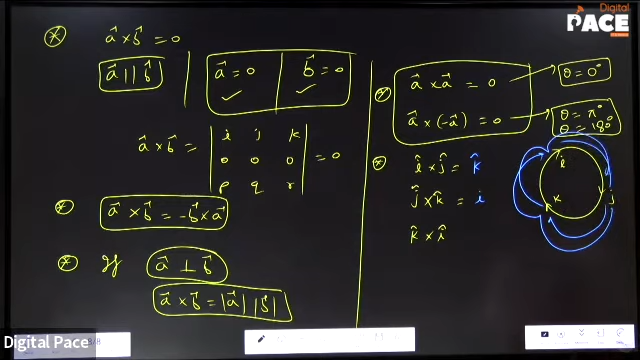 Digital
PACE
a⃗ × b⃗ = 0
a⃗ || b⃗ | a⃗ = 0 | b⃗ = 0
a⃗ × b⃗ = | i j k |
| 0 0 0 | = 0
| p q r |
a⃗ × b⃗ = -b⃗ × a⃗
If a⃗ ⊥ b⃗
a⃗ × b⃗ = |a⃗| |b⃗|
a⃗ × a⃗ = 0 → θ = 0°
a⃗ × (-a⃗) = 0 → θ = π°
θ = 180°
î × ĵ = k̂
ĵ × k̂ = i
k̂ × î
i
j
k
Digital Pace